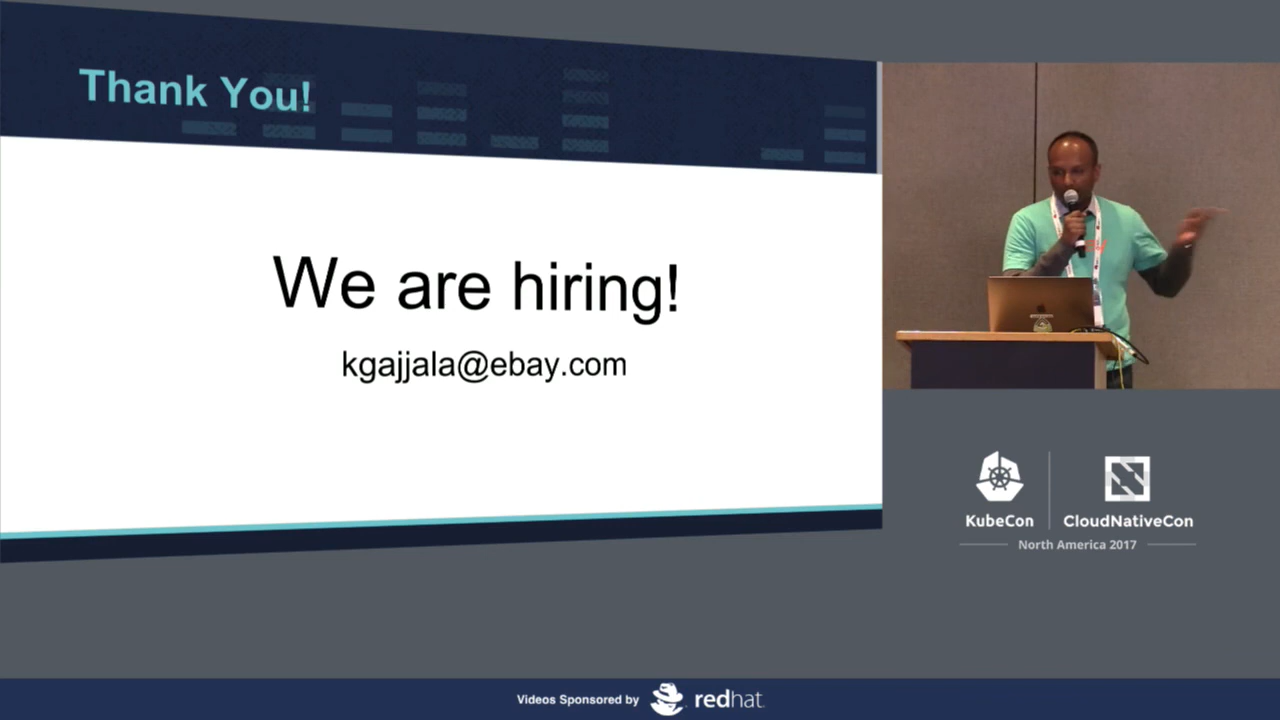 Thank You!
We are hiring!
kgajjala@ebay.com
KubeCon
CloudNativeCon
North America 2017
Videos Sponsored by
redhat.